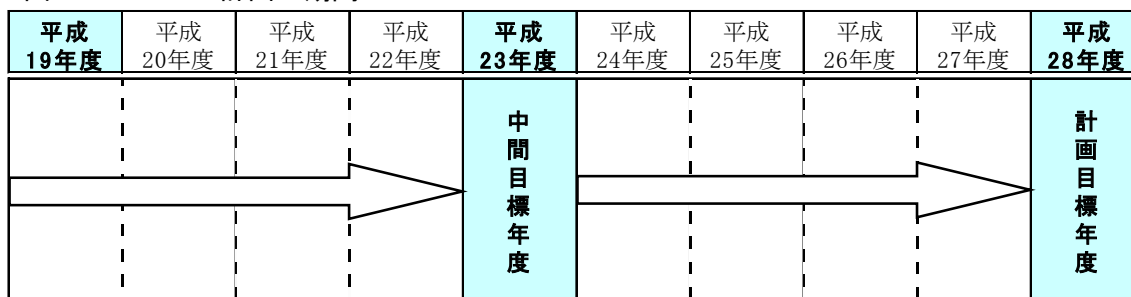 平成 平成 平成 平成 平成 平成 平成 平成 平成 平成
19年度 20年度 21年度 22年度 23年度 24年度 25年度 26年度 27年度 28年度
中間目標年度
計画目標年度